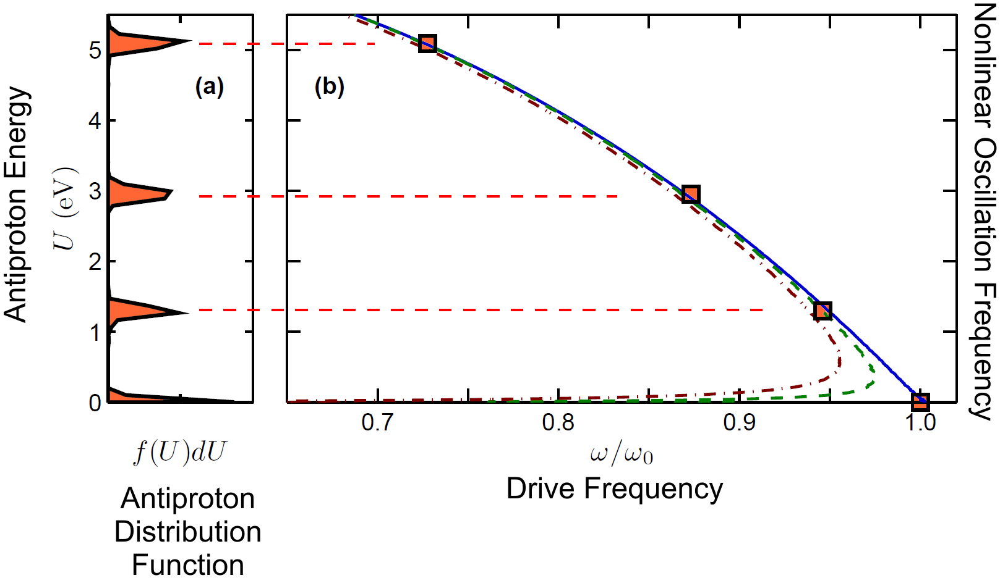 Antiproton Energy
U (eV)
5
4
3
2
1
0
(a)
(b)
Nonlinear Oscillation Frequency
0.7
0.8
0.9
1.0
f(U)dU
ω/ω₀
Antiproton
Distribution
Function
Drive Frequency